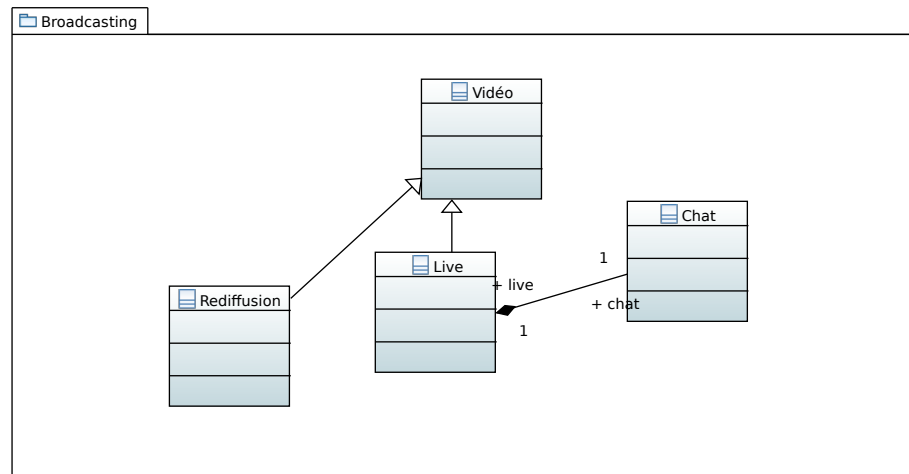 Broadcasting
Vidéo
Chat
Live
Rediffusion
1
+ live
+ chat
1